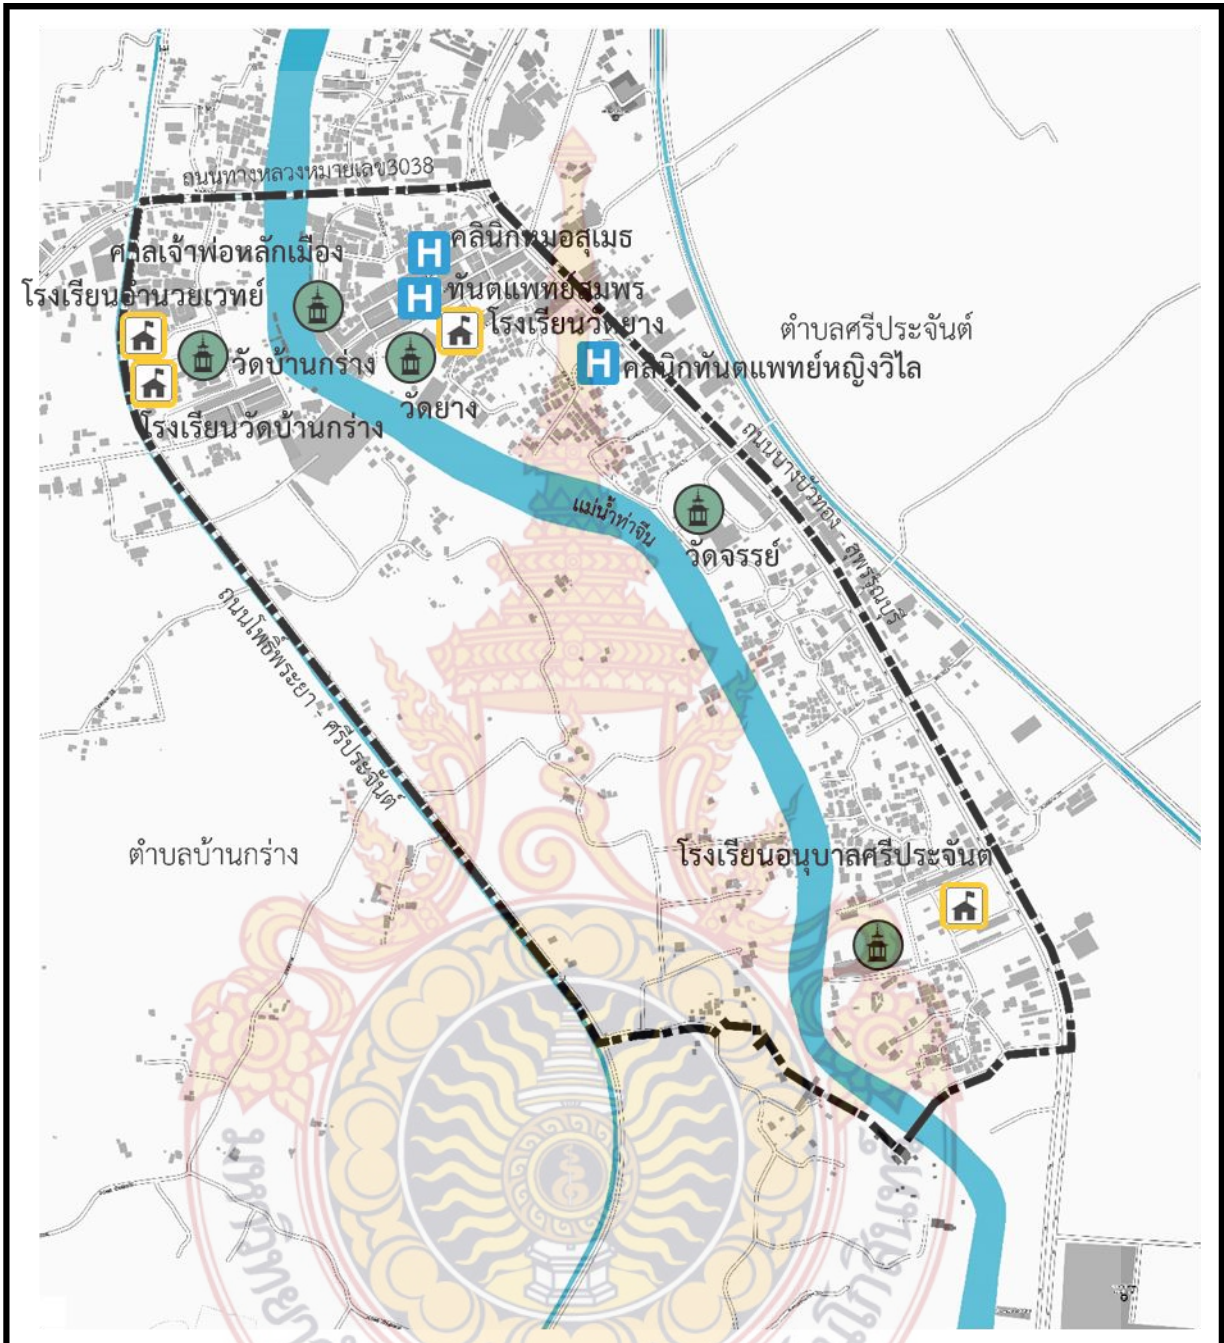 ถนนทางหลวงหมายเลข3038
คลินิกหมอสุเมธ
ศาลเจ้าพ่อหลักเมือง
โรงเรียนอำนวยเวทย์
ทันตแพทย์สมพร
โรงเรียนวัดยาง
ตำบลศรีประจันต์
วัดบ้านกร่าง
คลินิกทันตแพทย์หญิงวิไล
วัดยาง
โรงเรียนวัดบ้านกร่าง
ถนนบางบัวทอง - สุพรรณบุรี
แม่น้ำท่าจีน
วัดจรรย์
ถนนโพธิ์พระยา - ศรีประจันต์
ตำบลบ้านกร่าง
โรงเรียนอนุบาลศรีประจันต์